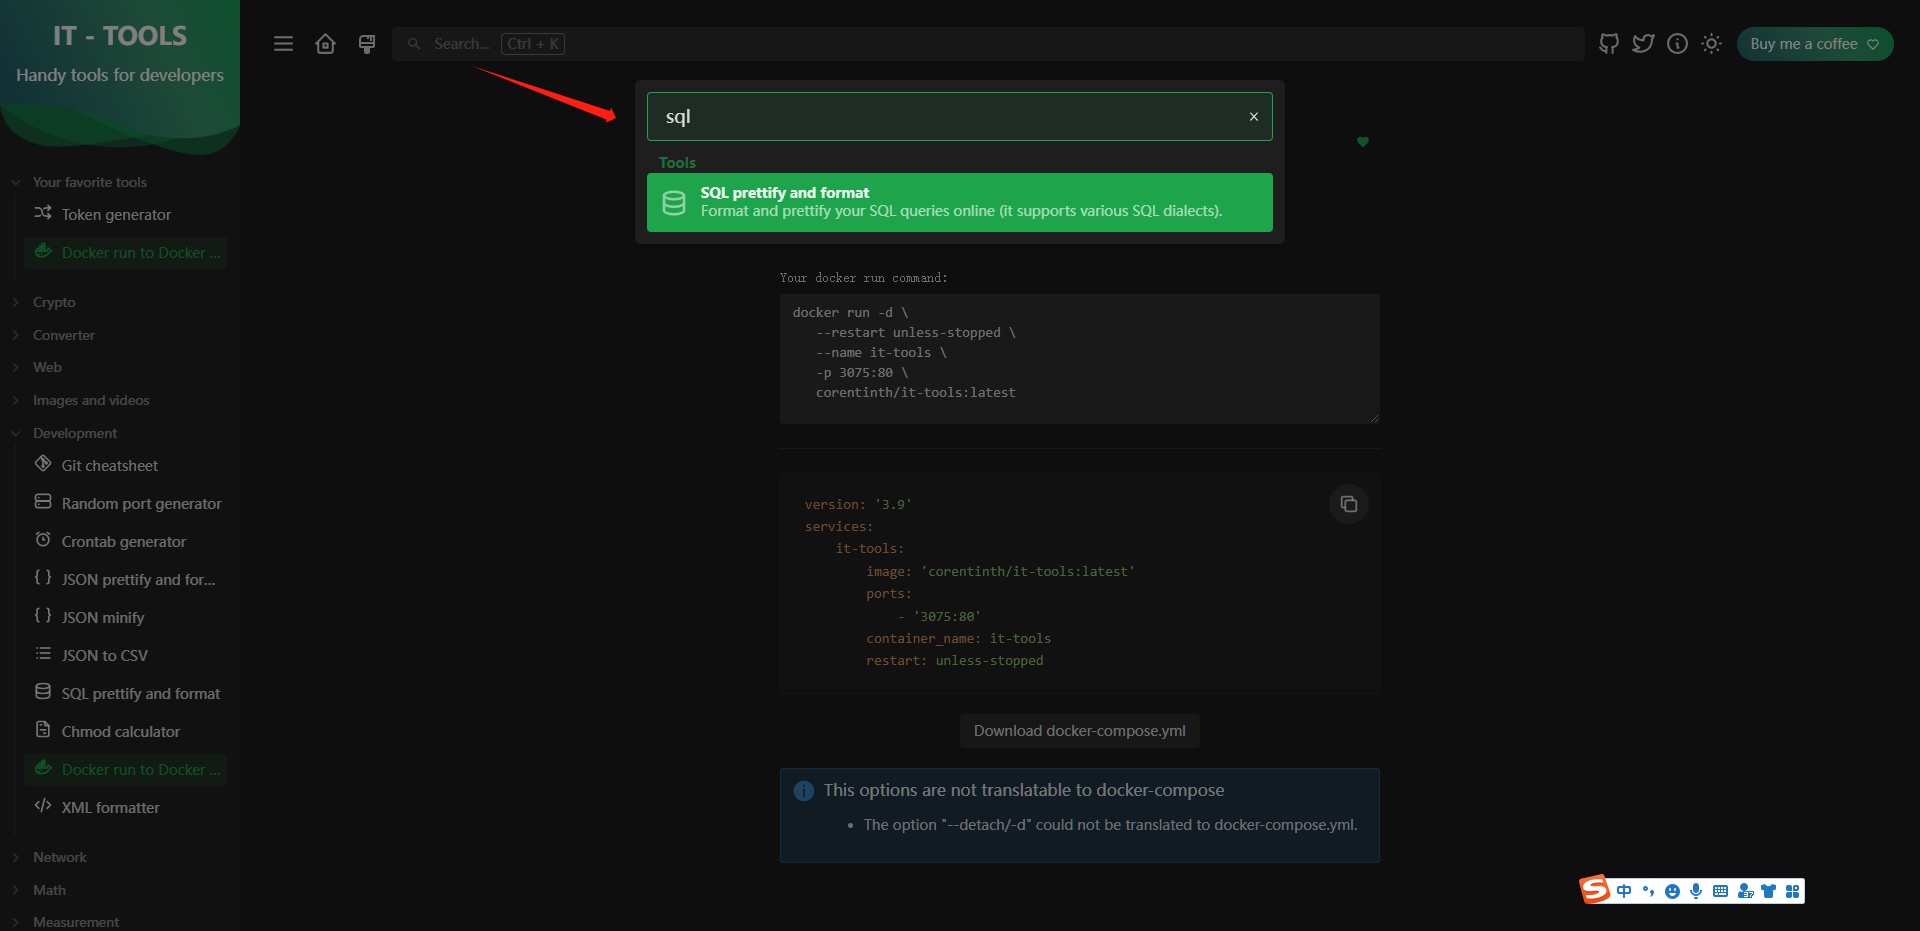 IT - TOOLS
Handy tools for developers
Search... Ctrl + K
Buy me a coffee
sql
Tools
SQL prettify and format
Format and prettify your SQL queries online (it supports various SQL dialects).
Your favorite tools
Token generator
Docker run to Docker ...
Crypto
Converter
Web
Images and videos
Development
Git cheatsheet
Random port generator
Crontab generator
JSON prettify and for...
JSON minify
JSON to CSV
SQL prettify and format
Chmod calculator
Docker run to Docker ...
XML formatter
Network
Math
Measurement
Your docker run command:
docker run -d \
--restart unless-stopped \
--name it-tools \
-p 3075:80 \
corentinth/it-tools:latest
version: '3.9'
services:
it-tools:
image: 'corentinth/it-tools:latest'
ports:
- '3075:80'
container_name: it-tools
restart: unless-stopped
Download docker-compose.yml
This options are not translatable to docker-compose
• The option "--detach/-d" could not be translated to docker-compose.yml.
S 中